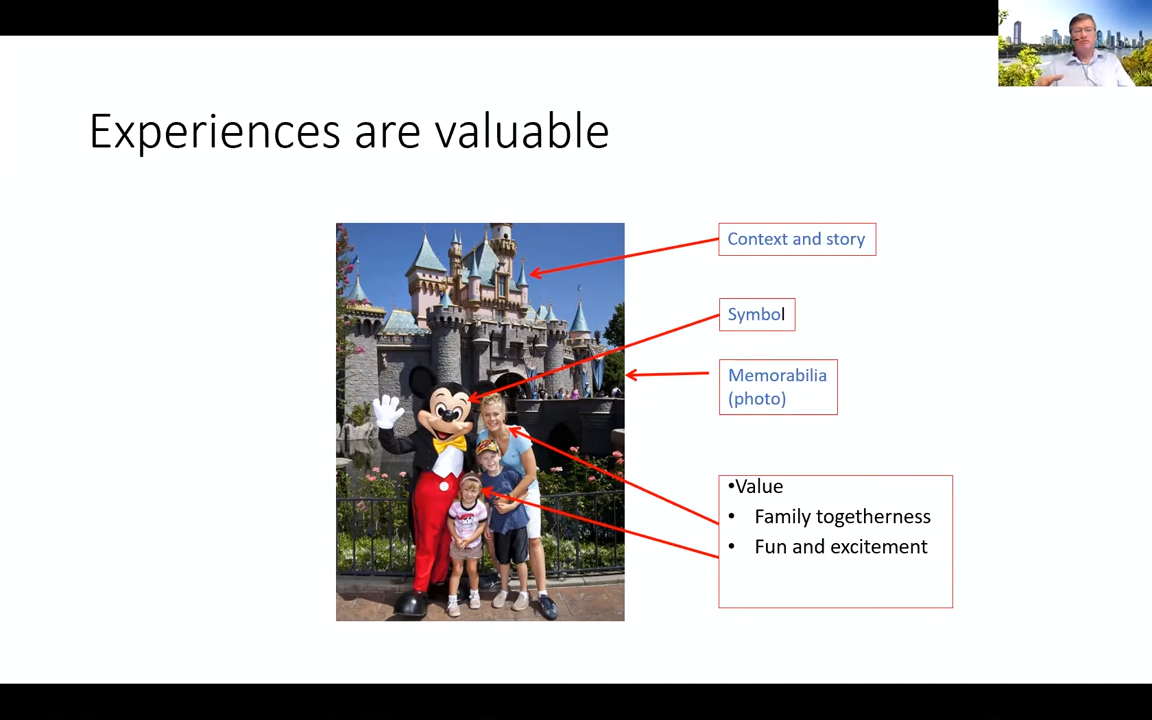 Experiences are valuable
Context and story
Symbol
Memorabilia
(photo)
•Value
• Family togetherness
• Fun and excitement